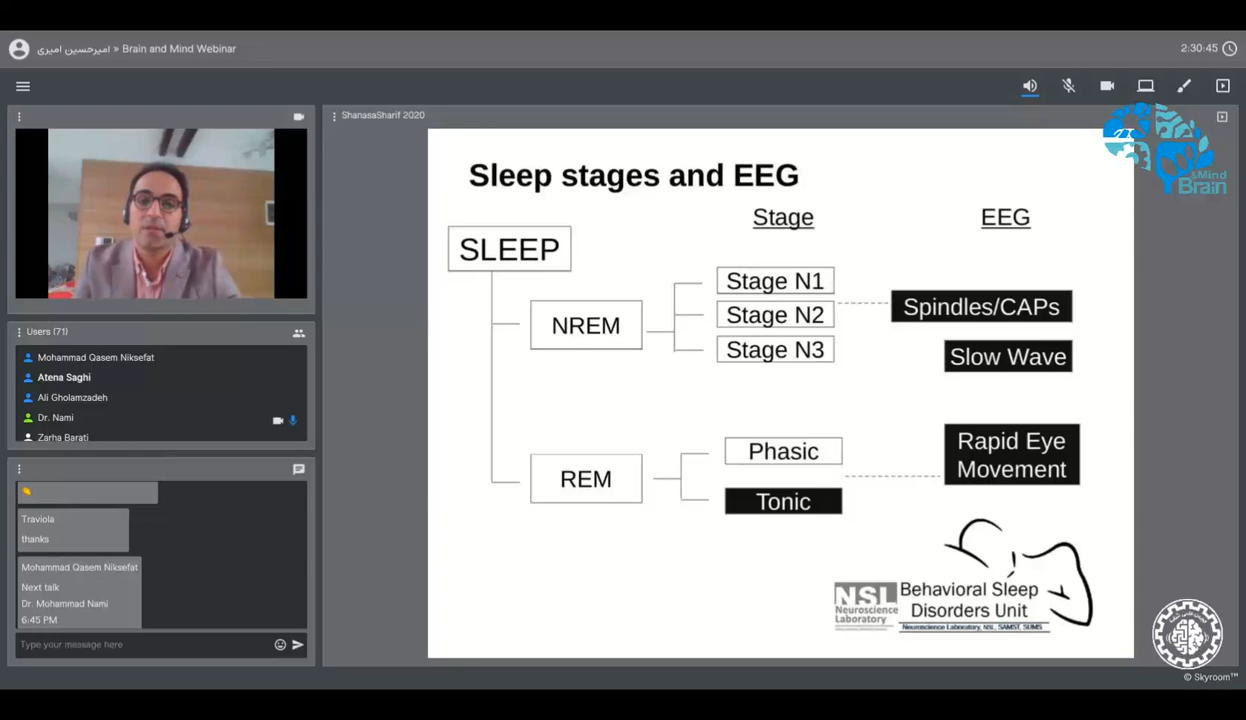 امیرحسین امیری » Brain and Mind Webinar
2:30:45
ShanasaSharif 2020
&Mind
Brain
Users (71)
Mohammad Qasem Niksefat
Atena Saghi
Ali Gholamzadeh
Dr. Nami
Zarha Barati
Traviola
thanks
Mohammad Qasem Niksefat
Next talk
Dr. Mohammad Nami
6:45 PM
Type your message here
Sleep stages and EEG
Stage
EEG
SLEEP
NREM
Stage N1
Stage N2
Stage N3
Spindles/CAPs
Slow Wave
REM
Phasic
Tonic
Rapid Eye
Movement
NSL
Neuroscience
Laboratory
Behavioral Sleep
Disorders Unit
Neuroscience Laboratory, NSL, SAMST, SUMS
© Skyroom™